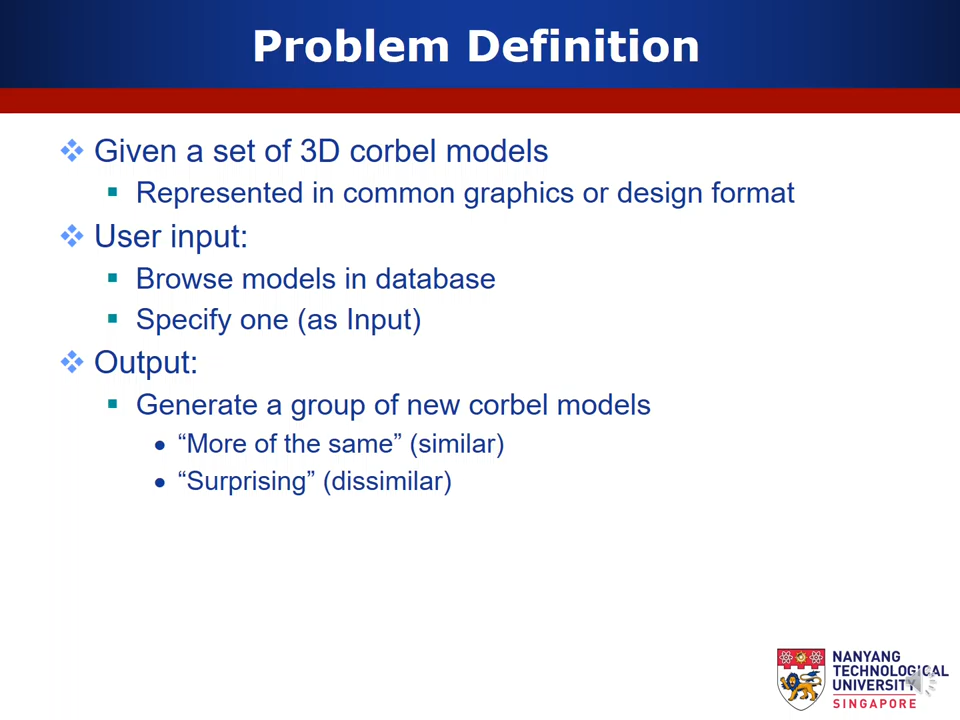 Problem Definition
Given a set of 3D corbel models
Represented in common graphics or design format
User input:
Browse models in database
Specify one (as Input)
Output:
Generate a group of new corbel models
“More of the same” (similar)
“Surprising” (dissimilar)
NANYANG
TECHNOLOGICAL
UNIVERSITY
SINGAPORE